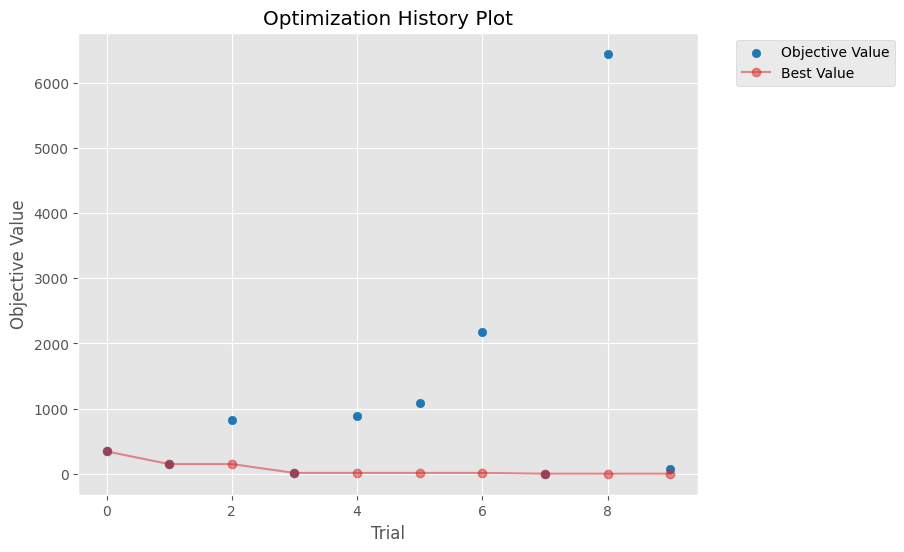 Optimization History Plot
Objective Value
Best Value
Objective Value
6000
5000
4000
3000
2000
1000
0
0 2 4 6 8
Trial